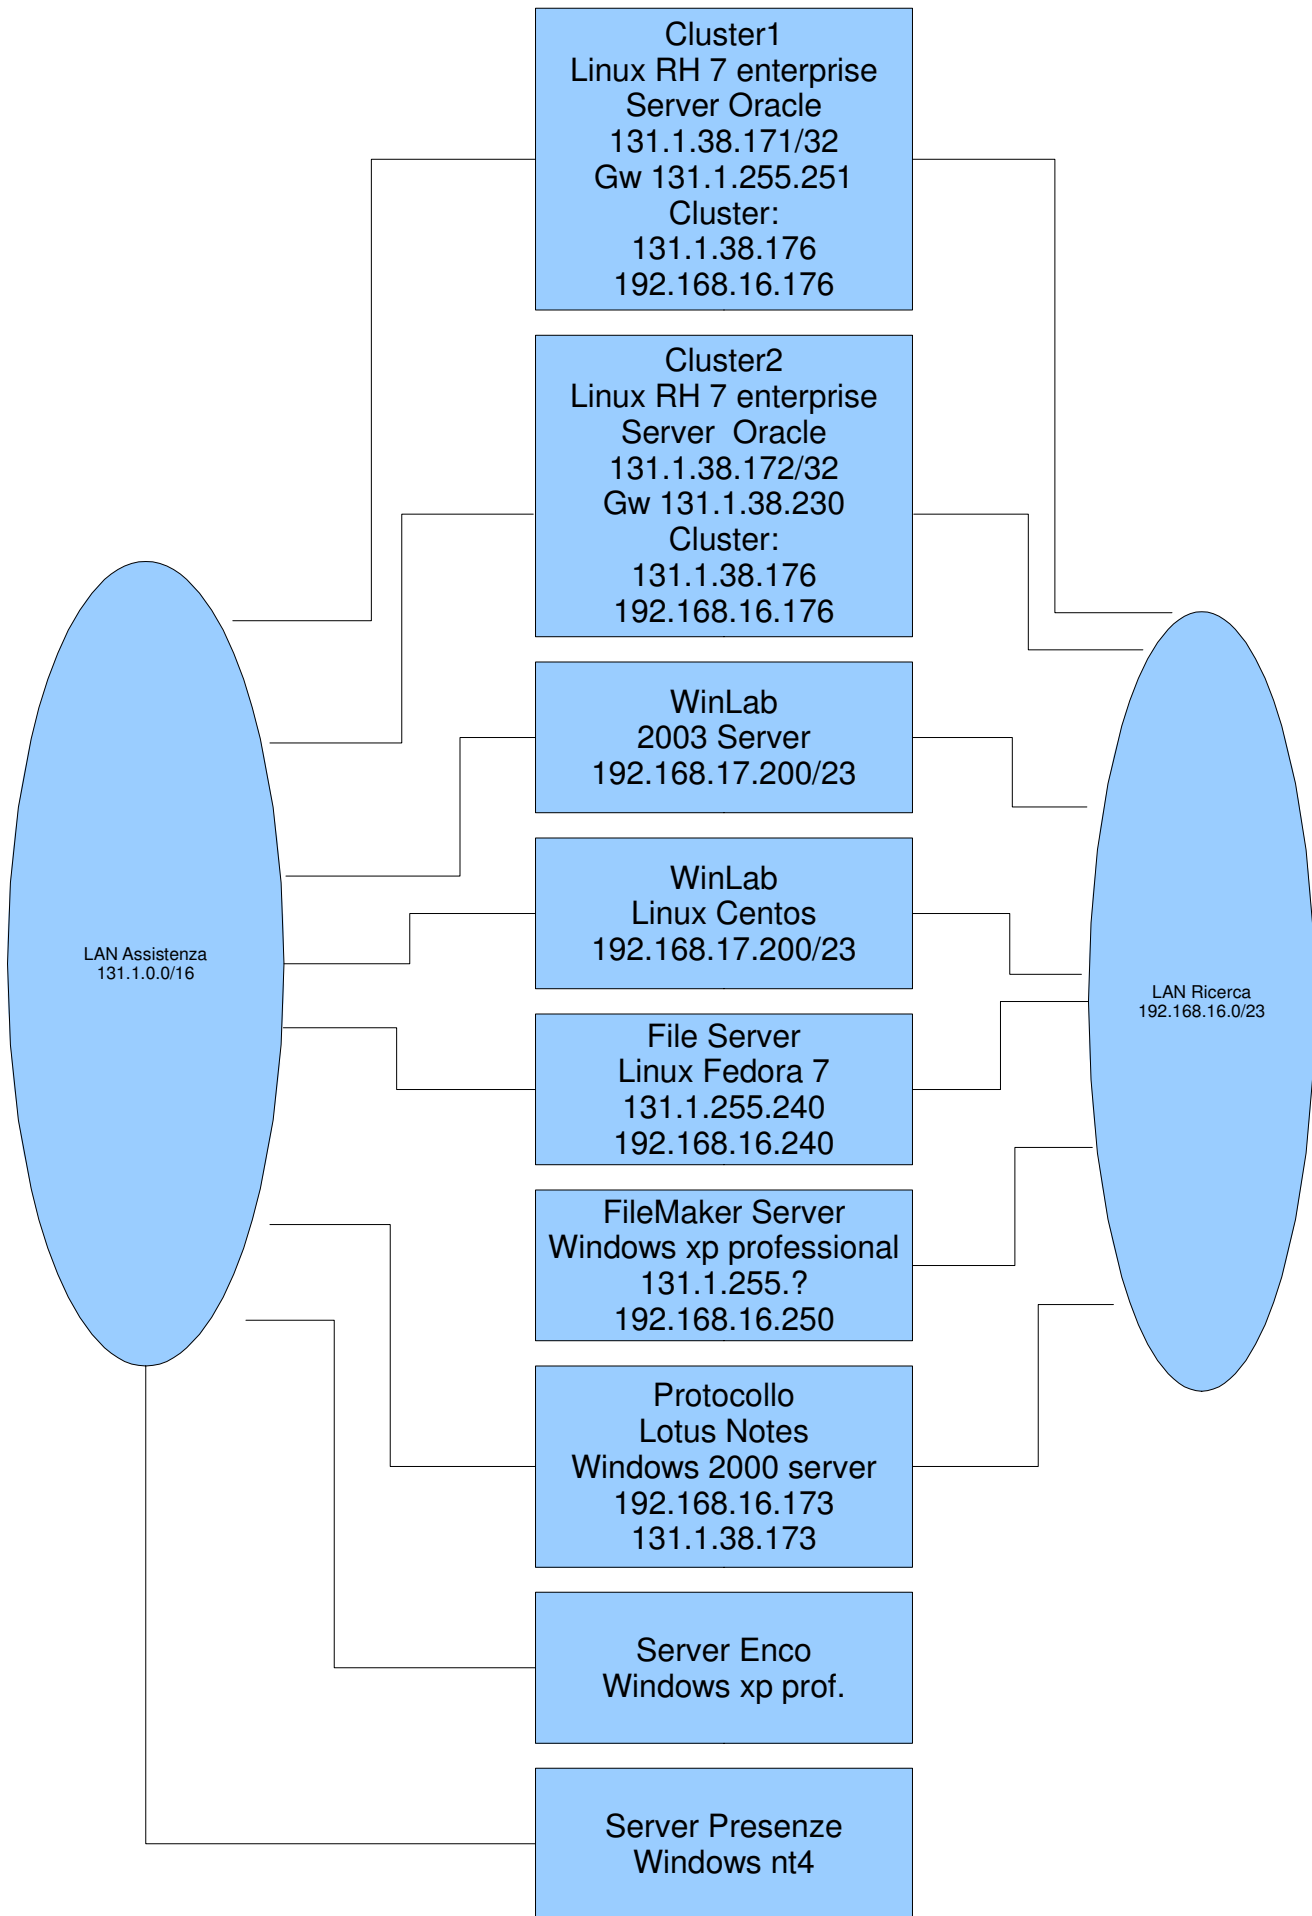 Cluster1
Linux RH 7 enterprise
Server Oracle
131.1.38.171/32
Gw 131.1.255.251
Cluster:
131.1.38.176
192.168.16.176
Cluster2
Linux RH 7 enterprise
Server  Oracle
131.1.38.172/32
Gw 131.1.38.230
Cluster:
131.1.38.176
192.168.16.176
WinLab
2003 Server
192.168.17.200/23
WinLab
Linux Centos
192.168.17.200/23
LAN Assistenza
131.1.0.0/16
LAN Ricerca
192.168.16.0/23
File Server
Linux Fedora 7
131.1.255.240
192.168.16.240
FileMaker Server
Windows xp professional
131.1.255.?
192.168.16.250
Protocollo
Lotus Notes
Windows 2000 server
192.168.16.173
131.1.38.173
Server Enco
Windows xp prof.
Server Presenze
Windows nt4